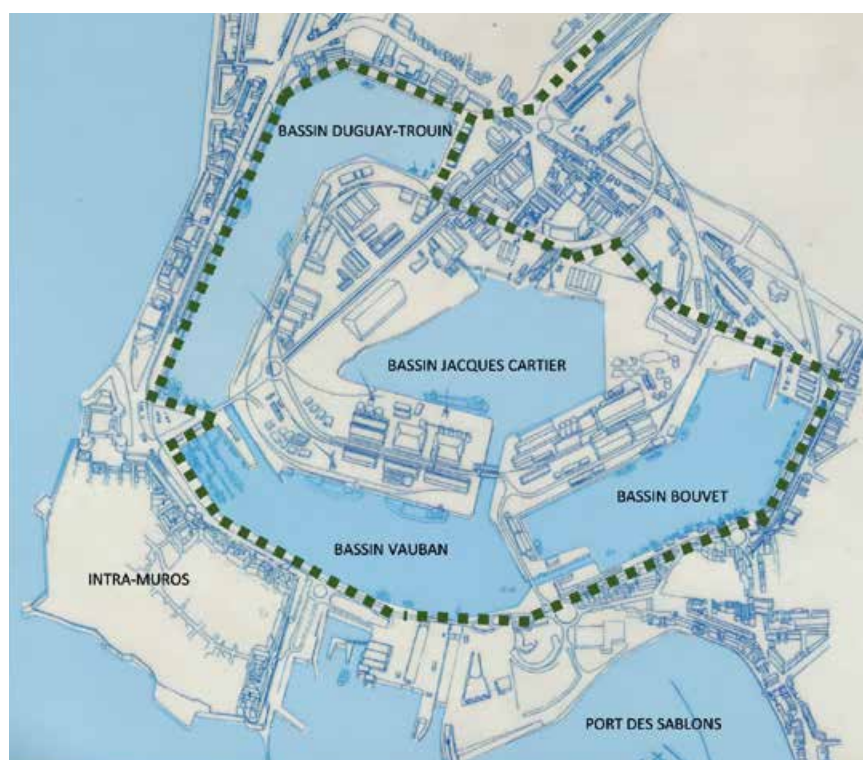 BASSIN DUGUAY-TROUIN
BASSIN JACQUES CARTIER
BASSIN BOUVET
BASSIN VAUBAN
INTRA-MUROS
PORT DES SABLONS